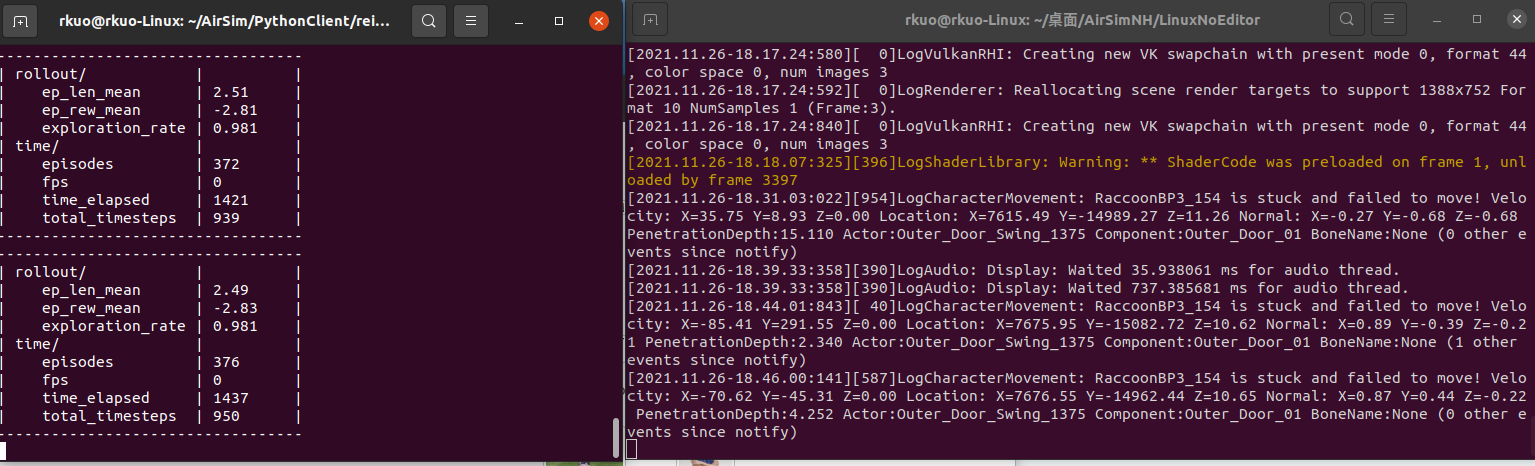 rkuo@rkuo-Linux: ~/AirSim/PythonClient/rei…
-----------------------------------
| rollout/            |          |
|    ep_len_mean      | 2.51     |
|    ep_rew_mean      | -2.81    |
|    exploration_rate | 0.981    |
| time/               |          |
|    episodes         | 372      |
|    fps              | 0        |
|    time_elapsed     | 1421     |
|    total_timesteps  | 939      |
-----------------------------------
-----------------------------------
| rollout/            |          |
|    ep_len_mean      | 2.49     |
|    ep_rew_mean      | -2.83    |
|    exploration_rate | 0.981    |
| time/               |          |
|    episodes         | 376      |
|    fps              | 0        |
|    time_elapsed     | 1437     |
|    total_timesteps  | 950      |
-----------------------------------
rkuo@rkuo-Linux: ~/桌面/AirSimNH/LinuxNoEditor
[2021.11.26-18.17.24:580][  0]LogVulkanRHI: Creating new VK swapchain with present mode 0, format 44
, color space 0, num images 3
[2021.11.26-18.17.24:592][  0]LogRenderer: Reallocating scene render targets to support 1388x752 For
mat 10 NumSamples 1 (Frame:3).
[2021.11.26-18.17.24:840][  0]LogVulkanRHI: Creating new VK swapchain with present mode 0, format 44
, color space 0, num images 3
[2021.11.26-18.18.07:325][396]LogShaderLibrary: Warning: ** ShaderCode was preloaded on frame 1, unl
oaded by frame 3397
[2021.11.26-18.31.03:022][954]LogCharacterMovement: RaccoonBP3_154 is stuck and failed to move! Velo
city: X=35.75 Y=8.93 Z=0.00 Location: X=7615.49 Y=-14989.27 Z=11.26 Normal: X=-0.27 Y=-0.68 Z=-0.68
PenetrationDepth:15.110 Actor:Outer_Door_Swing_1375 Component:Outer_Door_01 BoneName:None (0 other e
vents since notify)
[2021.11.26-18.39.33:358][390]LogAudio: Display: Waited 35.938061 ms for audio thread.
[2021.11.26-18.39.33:358][390]LogAudio: Display: Waited 737.385681 ms for audio thread.
[2021.11.26-18.44.01:843][ 40]LogCharacterMovement: RaccoonBP3_154 is stuck and failed to move! Velo
city: X=-85.41 Y=291.55 Z=0.00 Location: X=7675.95 Y=-15082.72 Z=10.62 Normal: X=0.89 Y=-0.39 Z=-0.2
1 PenetrationDepth:2.340 Actor:Outer_Door_Swing_1375 Component:Outer_Door_01 BoneName:None (1 other
events since notify)
[2021.11.26-18.46.00:141][587]LogCharacterMovement: RaccoonBP3_154 is stuck and failed to move! Velo
city: X=-70.62 Y=-45.31 Z=0.00 Location: X=7676.55 Y=-14962.44 Z=10.65 Normal: X=0.87 Y=0.44 Z=-0.22
 PenetrationDepth:4.252 Actor:Outer_Door_Swing_1375 Component:Outer_Door_01 BoneName:None (0 other e
vents since notify)